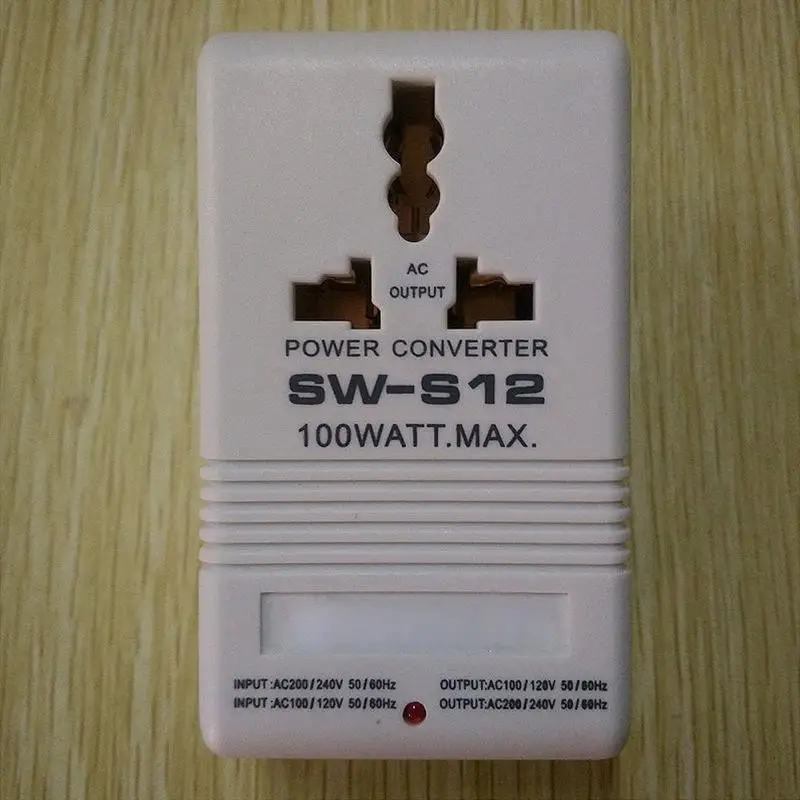 AC
OUTPUT
POWER CONVERTER
SW-S12
100WATT.MAX.
INPUT:AC200/240V 50/60Hz OUTPUT:AC100/120V 50/60Hz
INPUT:AC100/120V 50/60Hz OUTPUT:AC200/240V 50/60Hz